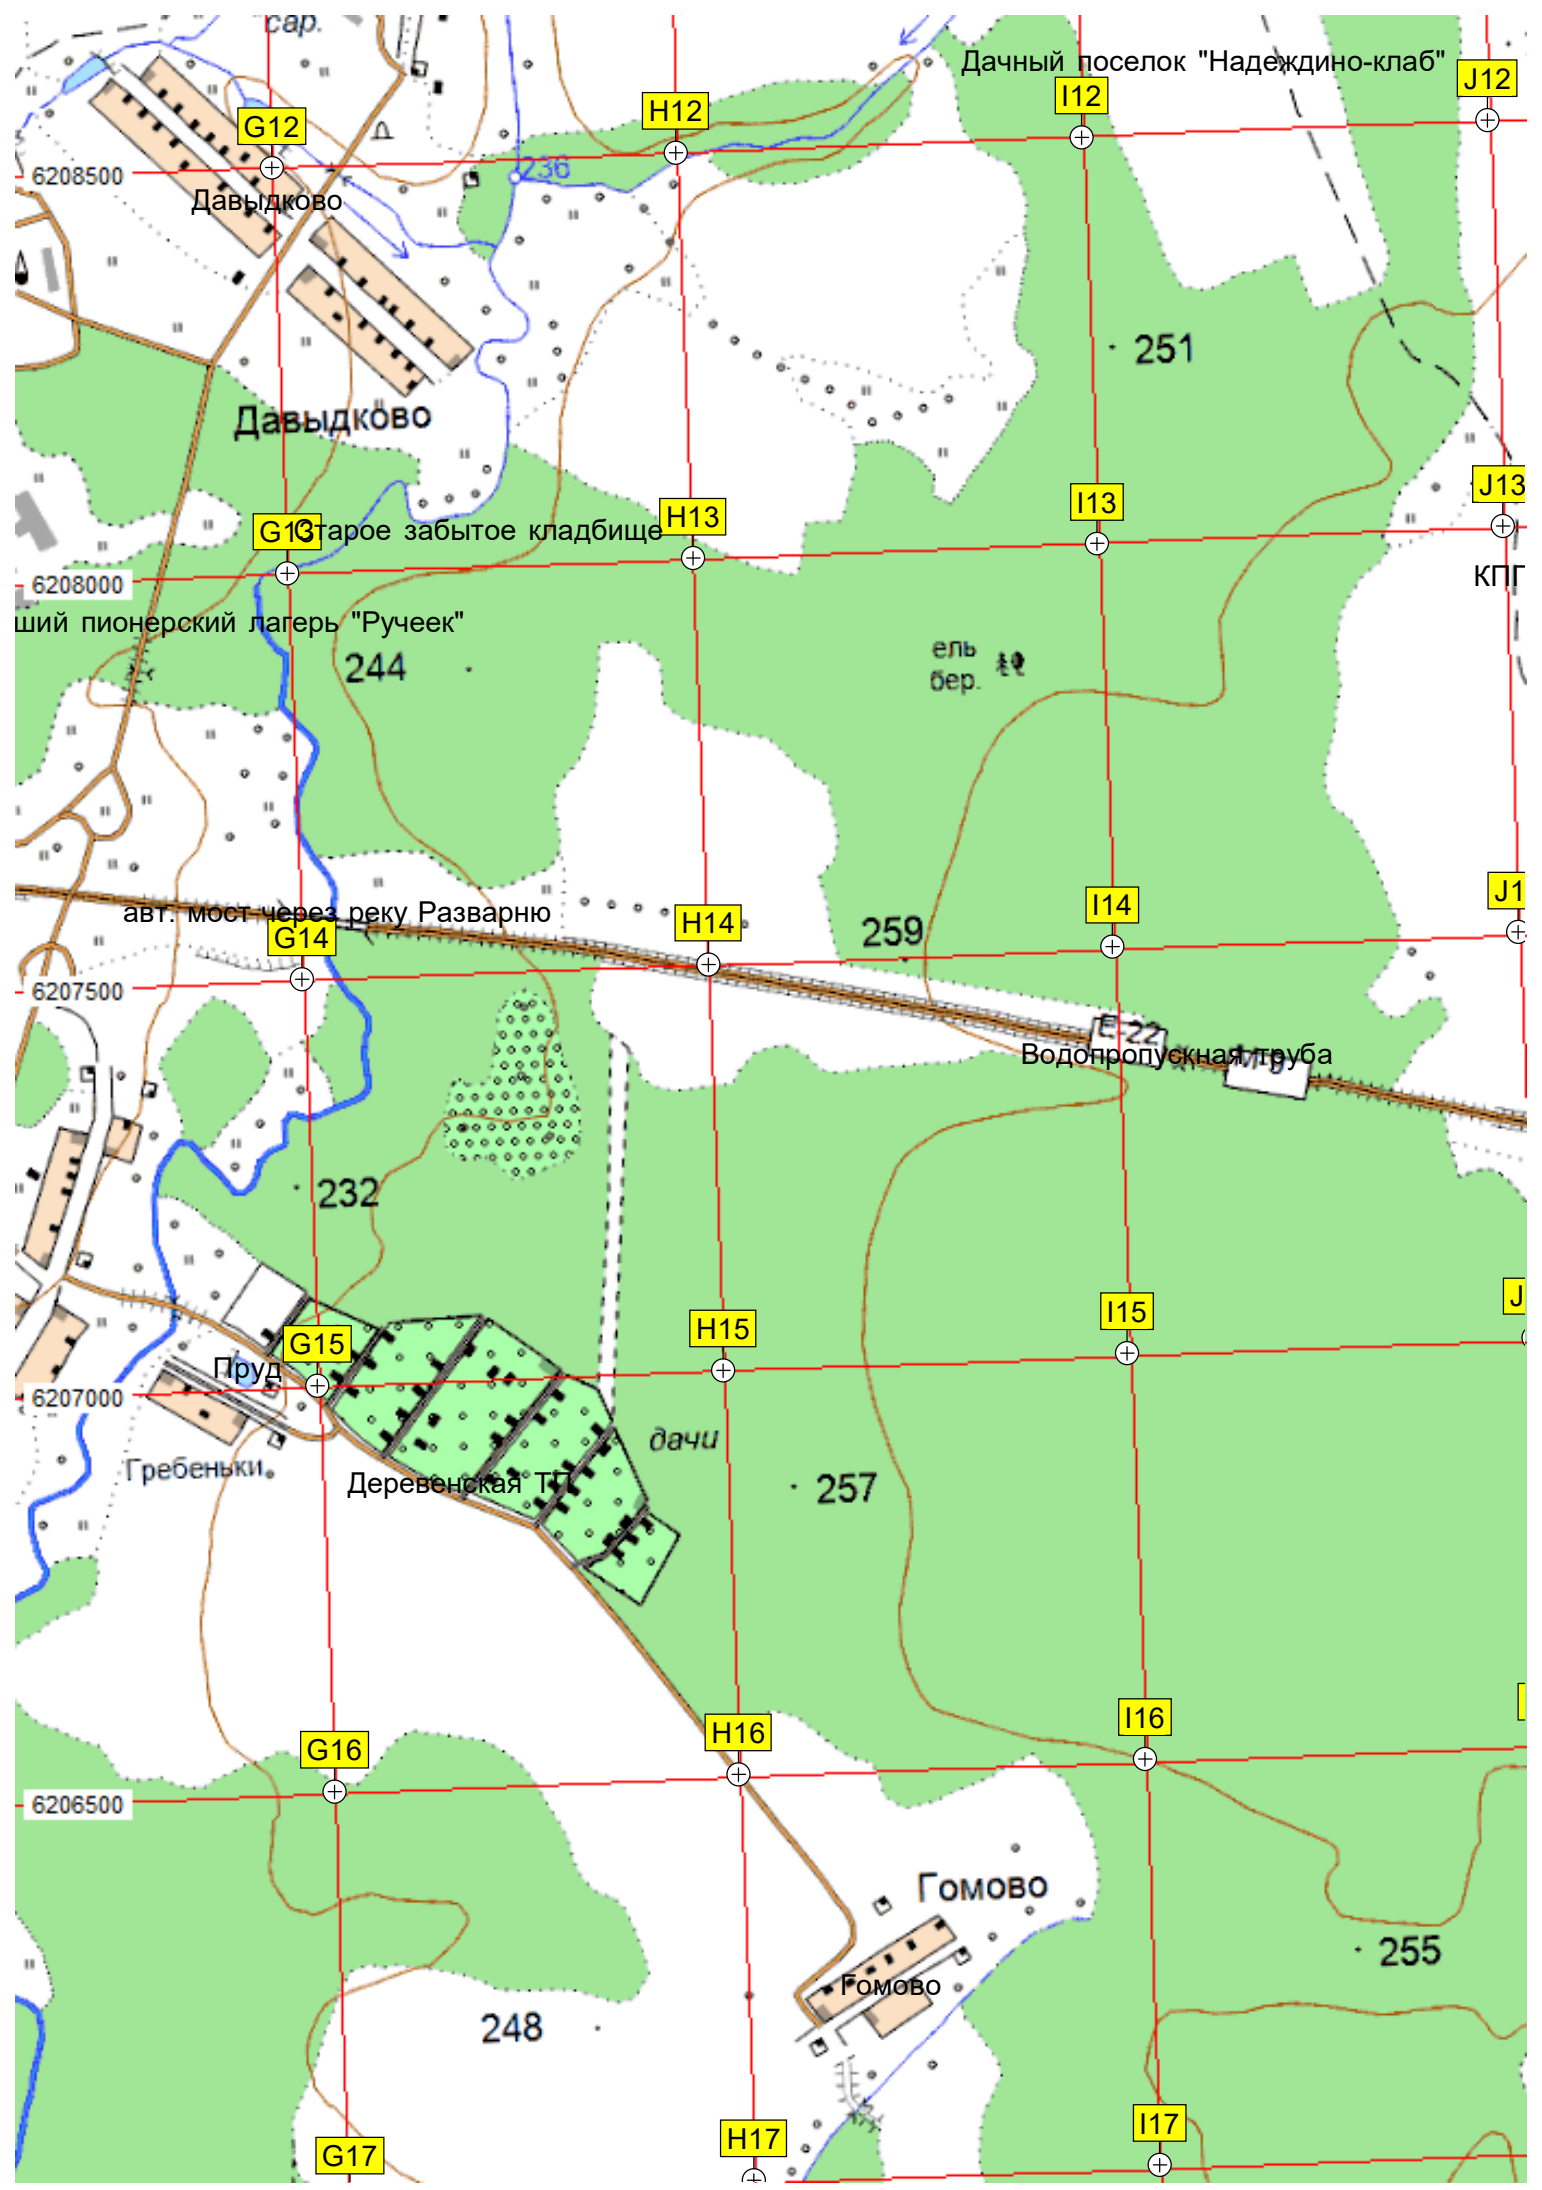 сар.
Дачный поселок "Надеждино-клаб"
J12
I12
H12
G12
236
6208500
Давыдково
251
Давыдково
J13
I13
H13
G13
Старое забытое кладбище
6208000
КПП
ший пионерский лагерь "Ручеек"
244
ель
бер.
J1
I14
авт. мост через реку Разварню
H14
259
G14
6207500
E-22
Водопропускная труба
М-9
232
J
I15
H15
G15
Пруд
6207000
дачи
Гребеньки
Деревенская ТП
257
I16
H16
G16
6206500
Гомово
255
Гомово
248
I17
H17
G17